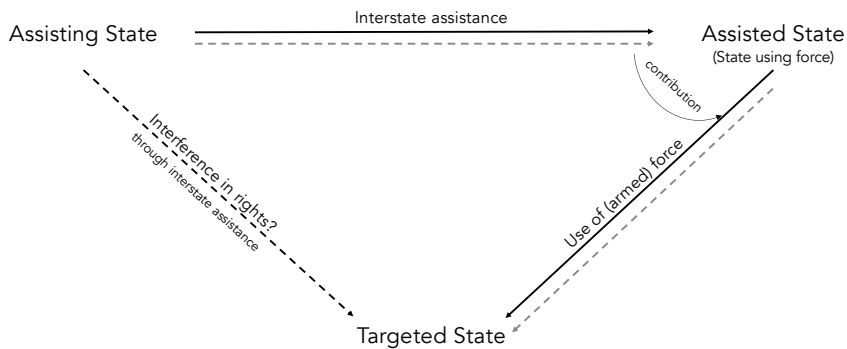 Interstate assistance
Assisting State
Assisted State
(State using force)
contribution
Interference in rights?
through interstate assistance
Use of (armed) force
Targeted State